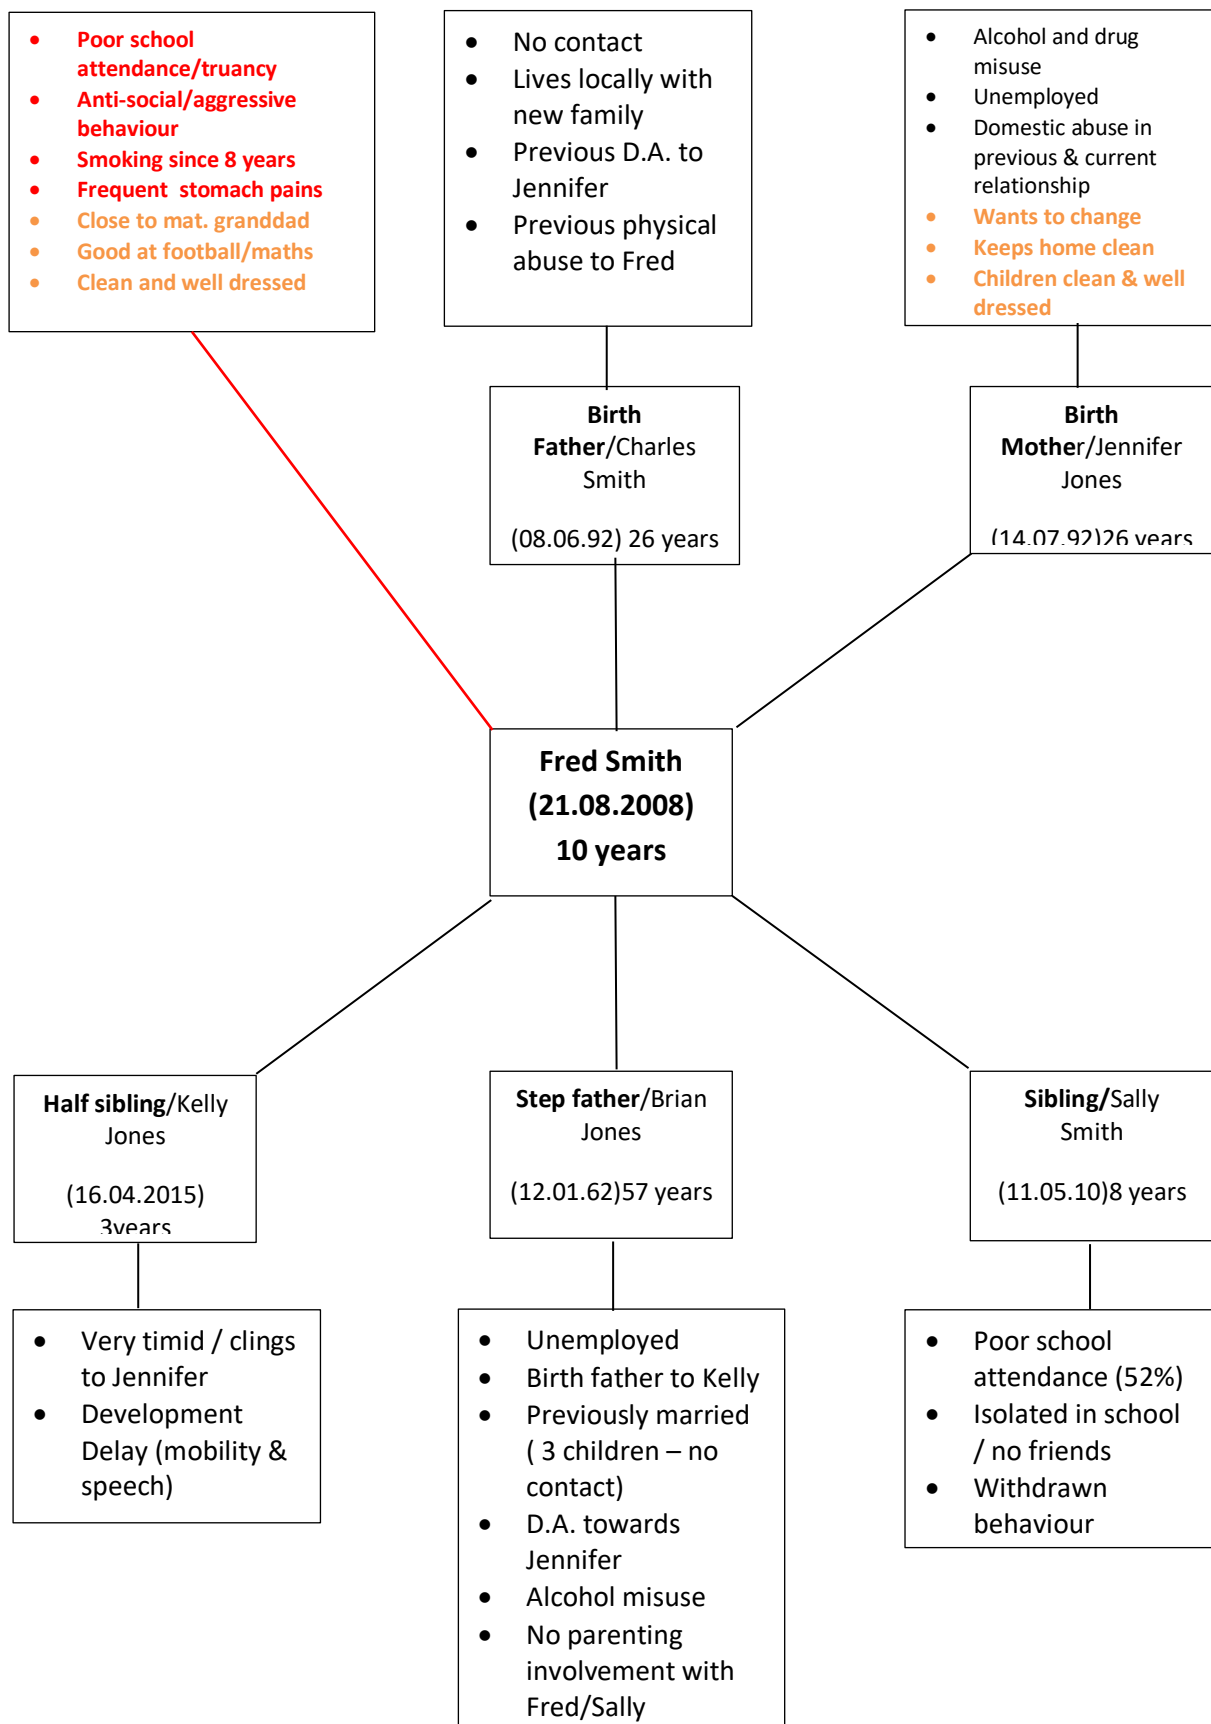 • Poor school
attendance/truancy
• Anti-social/aggressive
behaviour
• Smoking since 8 years
• Frequent  stomach pains
• Close to mat. granddad
• Good at football/maths
• Clean and well dressed
• No contact
• Lives locally with
new family
• Previous D.A. to
Jennifer
• Previous physical
abuse to Fred
• Alcohol and drug
misuse
• Unemployed
• Domestic abuse in
previous & current
relationship
• Wants to change
• Keeps home clean
• Children clean & well
dressed
Birth
Father/Charles
Smith
(08.06.92) 26 years
Birth
Mother/Jennifer
Jones
(14.07.92)26 years
Fred Smith
(21.08.2008)
10 years
Half sibling/Kelly
Jones
(16.04.2015)
3years
Step father/Brian
Jones
(12.01.62)57 years
Sibling/Sally
Smith
(11.05.10)8 years
• Very timid / clings
to Jennifer
• Development
Delay (mobility &
speech)
• Unemployed
• Birth father to Kelly
• Previously married
( 3 children – no
contact)
• D.A. towards
Jennifer
• Alcohol misuse
• No parenting
involvement with
Fred/Sally
• Poor school
attendance (52%)
• Isolated in school
/ no friends
• Withdrawn
behaviour